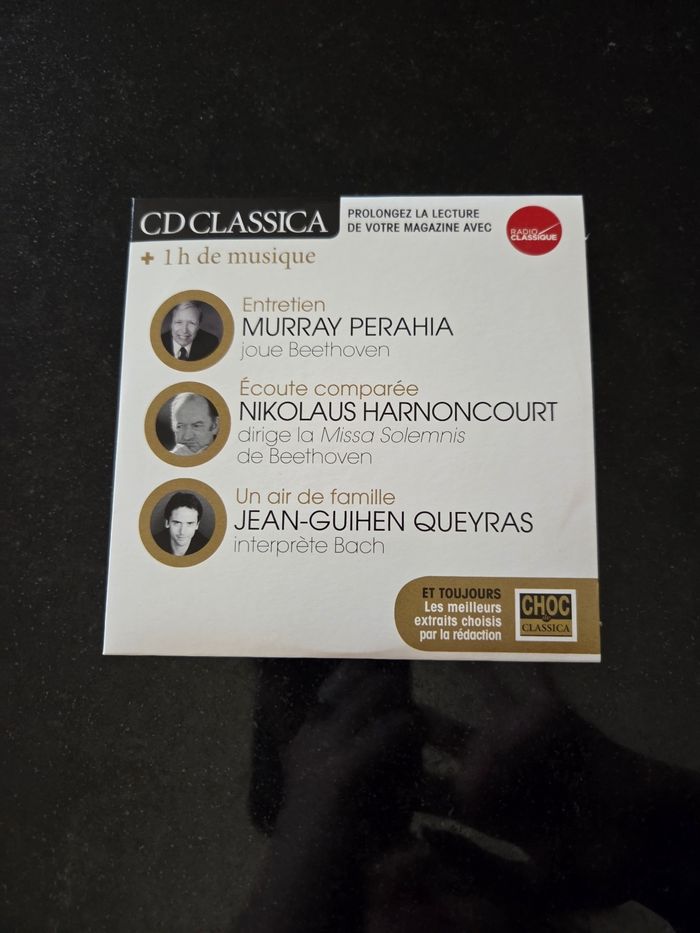 CD CLASSICA
+ 1 h de musique
PROLONGEZ LA LECTURE
DE VOTRE MAGAZINE AVEC
RADIO
CLASSIQUE
Entretien
MURRAY PERAHIA
joue Beethoven
Écoute comparée
NIKOLAUS HARNONCOURT
dirige la Missa Solemnis
de Beethoven
Un air de famille
JEAN-GUIHEN QUEYRAS
interprète Bach
ET TOUJOURS
Les meilleurs
extraits choisis
par la rédaction
CHOC
CLASSICA